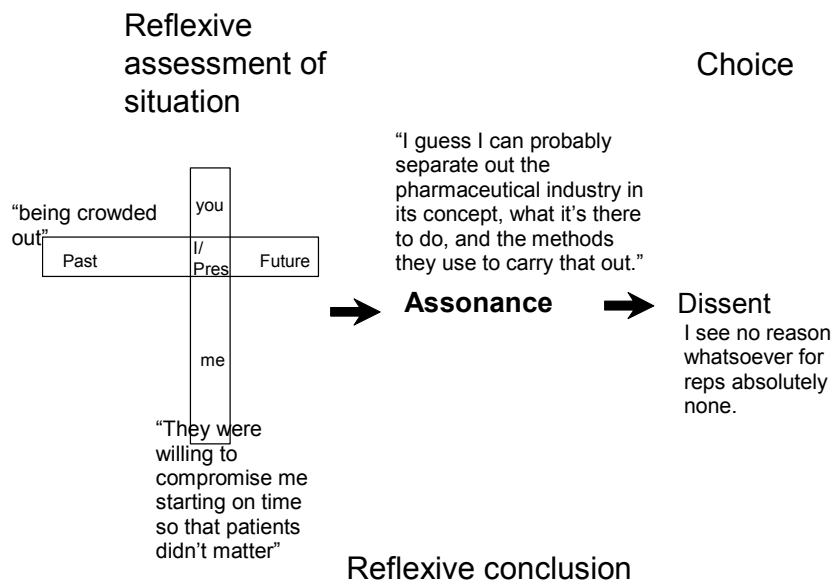 Reflexive
assessment of
situation
Choice
“being crowded
out”
you
Past
I/
Pres
Future
me
“They were
willing to
compromise me
starting on time
so that patients
didn’t matter”
“I guess I can probably
separate out the
pharmaceutical industry in
its concept, what it’s there
to do, and the methods
they use to carry that out.”
Assonance
Dissent
I see no reason
whatsoever for
reps absolutely
none.
Reflexive conclusion